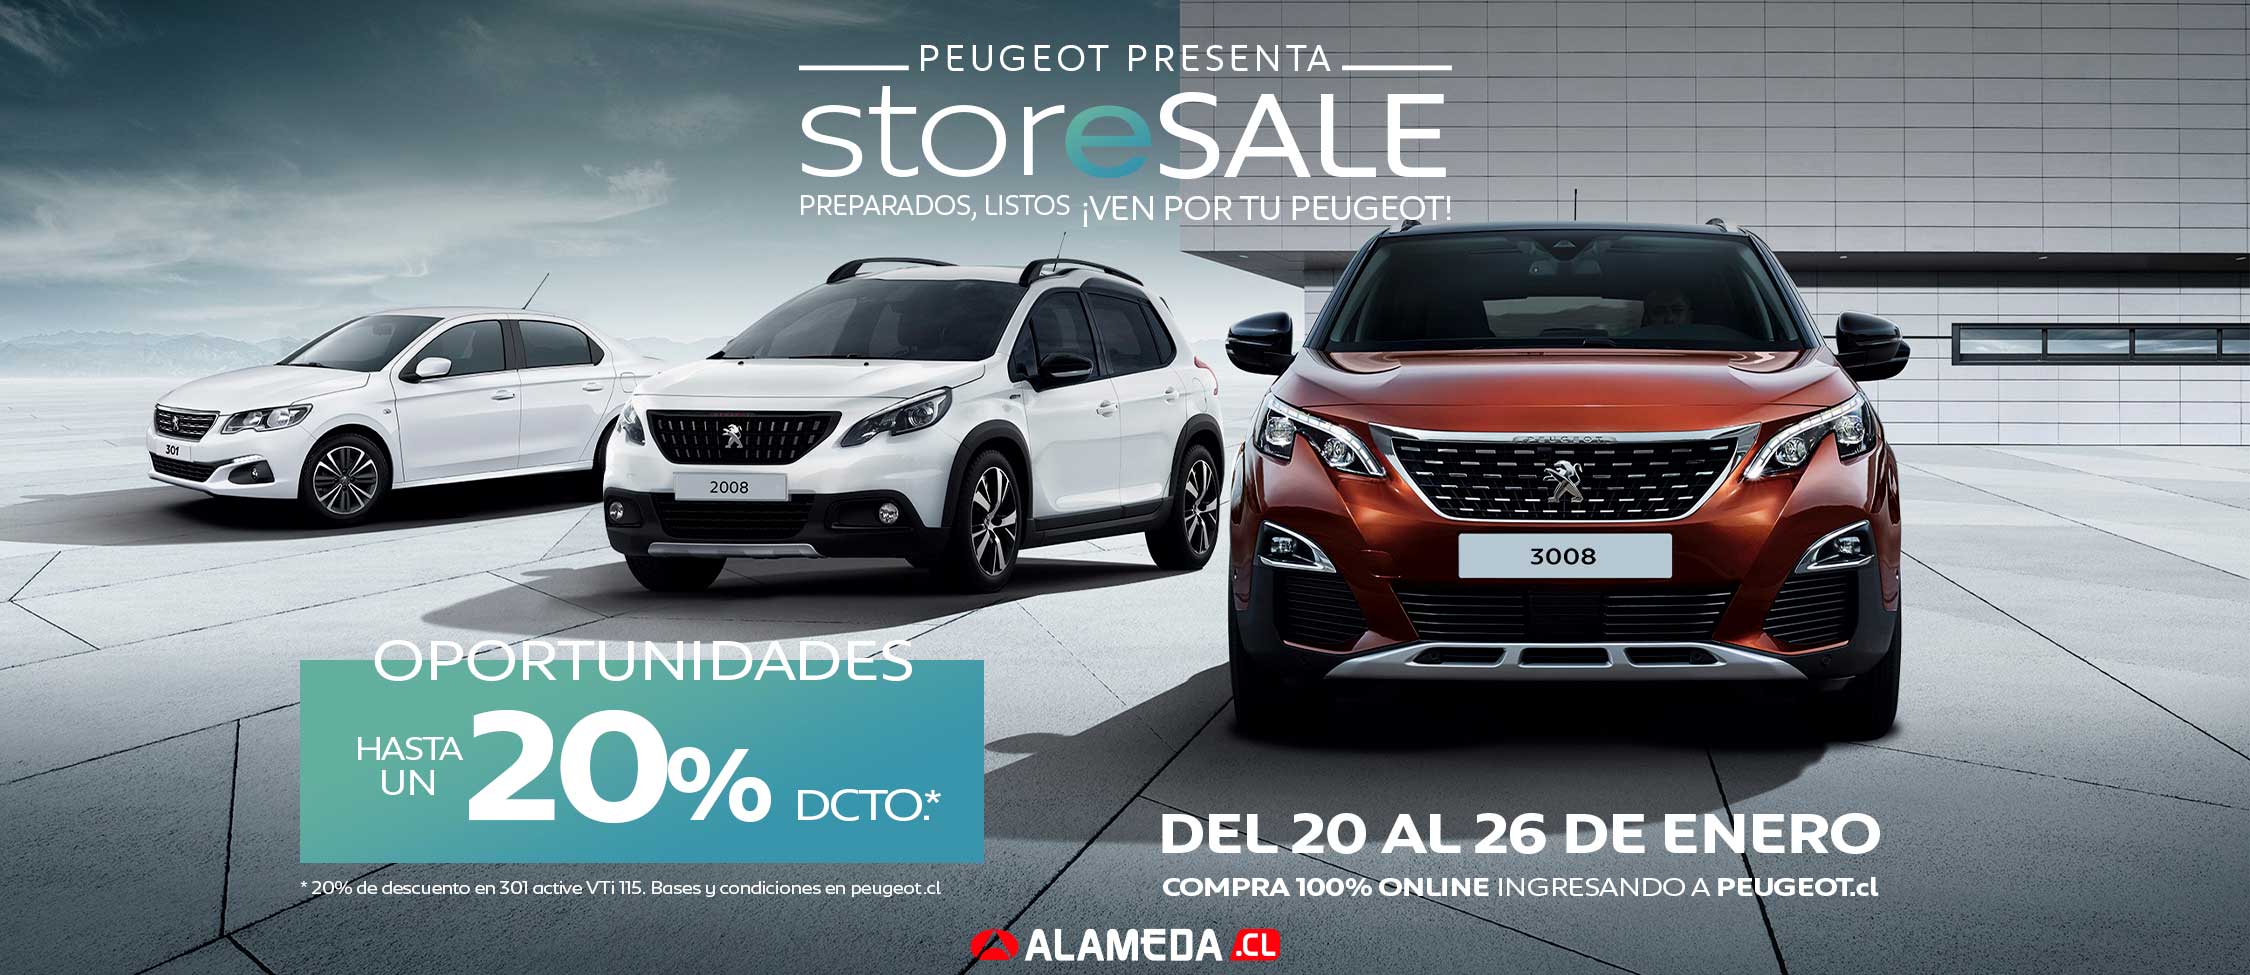 PEUGEOT PRESENTA
storeSALE
PREPARADOS, LISTOS ¡VEN POR TU PEUGEOT!
301
2008
PEUGEOT
3008
OPORTUNIDADES
HASTA UN 20% DCTO.*
* 20% de descuento en 301 active VTi 115. Bases y condiciones en peugeot.cl
DEL 20 AL 26 DE ENERO
COMPRA 100% ONLINE INGRESANDO A PEUGEOT.cl
ALAMEDA.CL